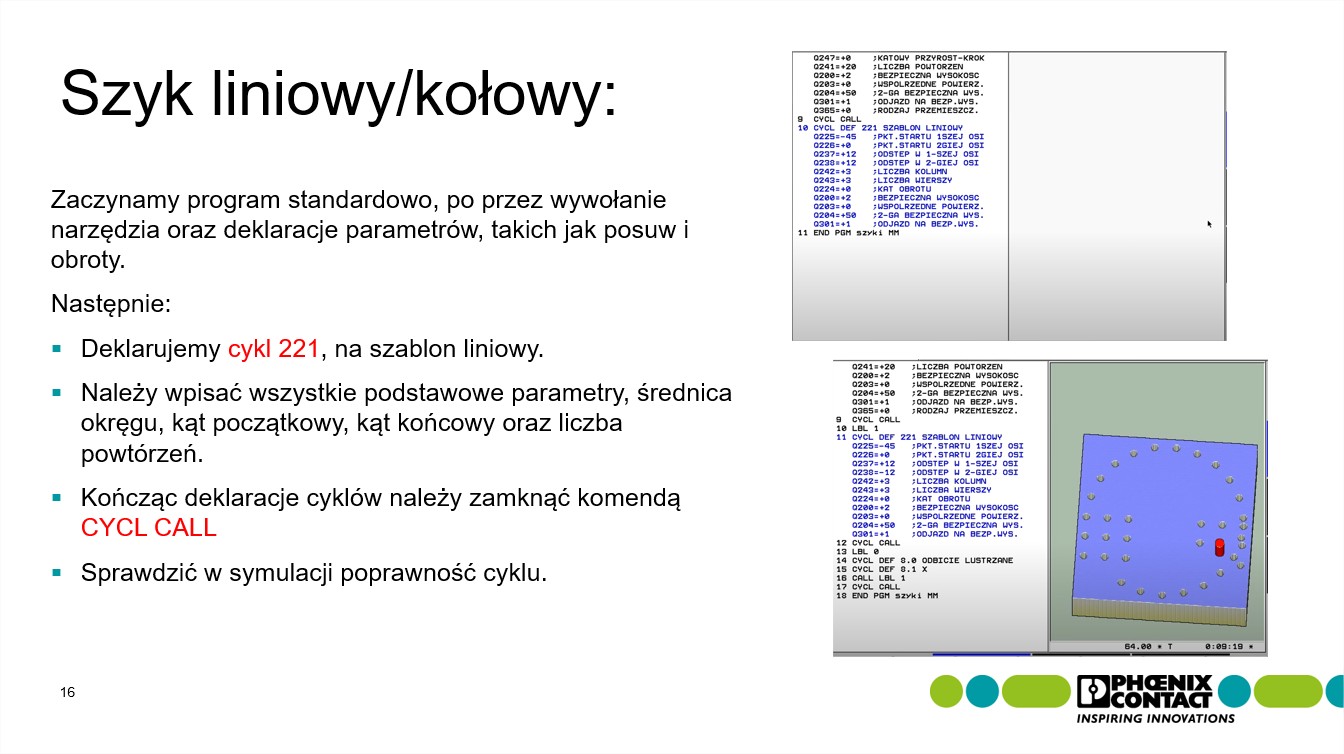 Szyk liniowy/kołowy:
Zaczynamy program standardowo, po przez wywołanie
narzędzia oraz deklaracje parametrów, takich jak posuw i
obroty.
Następnie:
Deklarujemy cykl 221, na szablon liniowy.
Należy wpisać wszystkie podstawowe parametry, średnica
okręgu, kąt początkowy, kąt końcowy oraz liczba
powtórzeń.
Kończąc deklaracje cyklów należy zamknąć komendą
CYCL CALL
Sprawdzić w symulacji poprawność cyklu.
Q247=+0 ;KATOWY PRZYROST-KROK
Q241=+20 ;LICZBA POWTORZEN
Q200=+2 ;BEZPIECZNA WYSOKOSC
Q203=+0 ;WSPOLRZEDNE POWIERZ.
Q204=+50 ;2-GA BEZPIECZNA WYS.
Q301=+1 ;ODJAZD NA BEZP.WYS.
Q365=+0 ;RODZAJ PRZEMIESZCZ.
9 CYCL CALL
10 CYCL DEF 221 SZABLON LINIOWY
Q225=-45 ;PKT.STARTU 1SZEJ OSI
Q226=+0 ;PKT.STARTU 2GIEJ OSI
Q237=+12 ;ODSTEP W 1-SZEJ OSI
Q238=+12 ;ODSTEP W 2-GIEJ OSI
Q242=+3 ;LICZBA KOLUMN
Q243=+3 ;LICZBA WIERSZY
Q224=+0 ;KAT OBROTU
Q200=+2 ;BEZPIECZNA WYSOKOSC
Q203=+0 ;WSPOLRZEDNE POWIERZ.
Q204=+50 ;2-GA BEZPIECZNA WYS.
Q301=+1 ;ODJAZD NA BEZP.WYS.
11 END PGM szyki MM
Q241=+20 ;LICZBA POWTORZEN
Q200=+2 ;BEZPIECZNA WYSOKOSC
Q203=+0 ;WSPOLRZEDNE POWIERZ.
Q204=+50 ;2-GA BEZPIECZNA WYS.
Q301=+1 ;ODJAZD NA BEZP.WYS.
Q365=+0 ;RODZAJ PRZEMIESZCZ.
9 CYCL CALL
10 LBL 1
11 CYCL DEF 221 SZABLON LINIOWY
Q225=-45 ;PKT.STARTU 1SZEJ OSI
Q226=+0 ;PKT.STARTU 2GIEJ OSI
Q237=+12 ;ODSTEP W 1-SZEJ OSI
Q238=-12 ;ODSTEP W 2-GIEJ OSI
Q242=+3 ;LICZBA KOLUMN
Q243=+3 ;LICZBA WIERSZY
Q224=+0 ;KAT OBROTU
Q200=+2 ;BEZPIECZNA WYSOKOSC
Q203=+0 ;WSPOLRZEDNE POWIERZ.
Q204=+50 ;2-GA BEZPIECZNA WYS.
Q301=+1 ;ODJAZD NA BEZP.WYS.
12 CYCL CALL
13 LBL 0
14 CYCL DEF 8.0 ODBICIE LUSTRZANE
15 CYCL DEF 8.1 X
16 CALL LBL 1
17 CYCL CALL
18 END PGM szyki MM
64.00 * T 0:09:19 *
16
PHŒNIX
CONTACT
INSPIRING INNOVATIONS